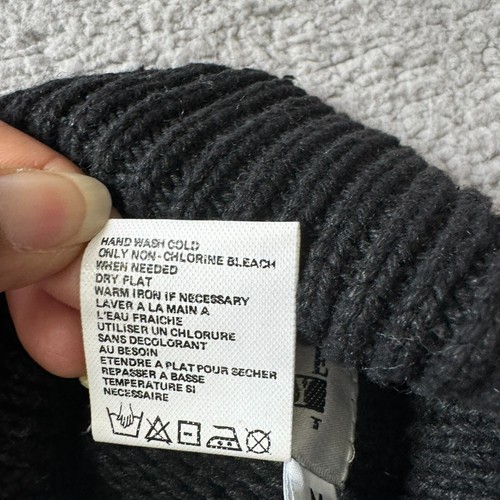 HAND WASH COLD
ONLY NON-CHLORINE BLEACH
WHEN NEEDED
DRY FLAT
WARM IRON IF NECESSARY
LAVER A LA MAIN A
L'EAU FRAICHE
UTILISER UN CHLORURE
SANS DECOLORANT
AU BESOIN
ETENDRE A PLAT POUR SECHER
REPASSER A BASSE
TEMPERATURE SI
NECESSAIRE